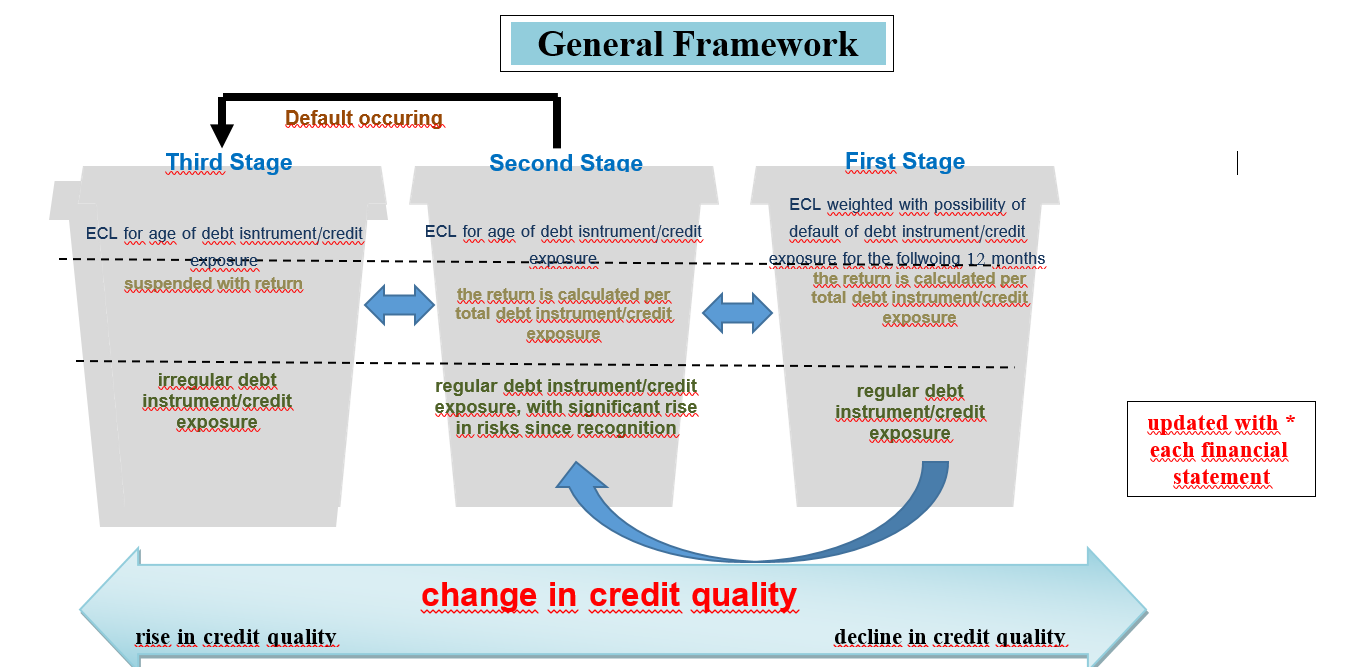 General Framework
Default occuring
Third Stage
ECL for age of debt isntrument/credit
exposure
suspended with return
irregular debt
instrument/credit
exposure
Second Stage
ECL for age of debt isntrument/credit
exposure
the return is calculated per
total debt instrument/credit
exposure
regular debt instrument/credit
exposure, with significant rise
in risks since recognition
First Stage
ECL weighted with possibility of
default of debt instrument/credit
exposure for the follwoing 12 months
the return is calculated per
total debt instrument/credit
exposure
regular debt
instrument/credit
exposure
updated with *
each financial
statement
change in credit quality
rise in credit quality
decline in credit quality